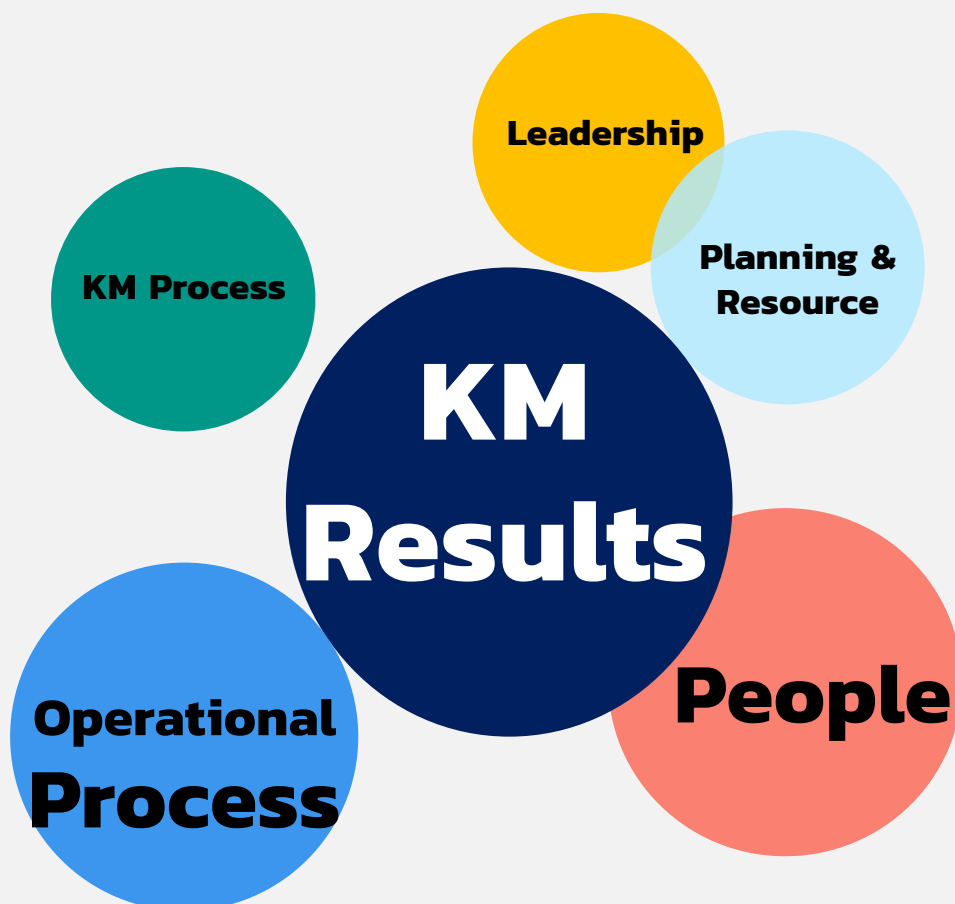 Leadership
Planning &
Resource
KM Process
KM
Results
People
Operational
Process